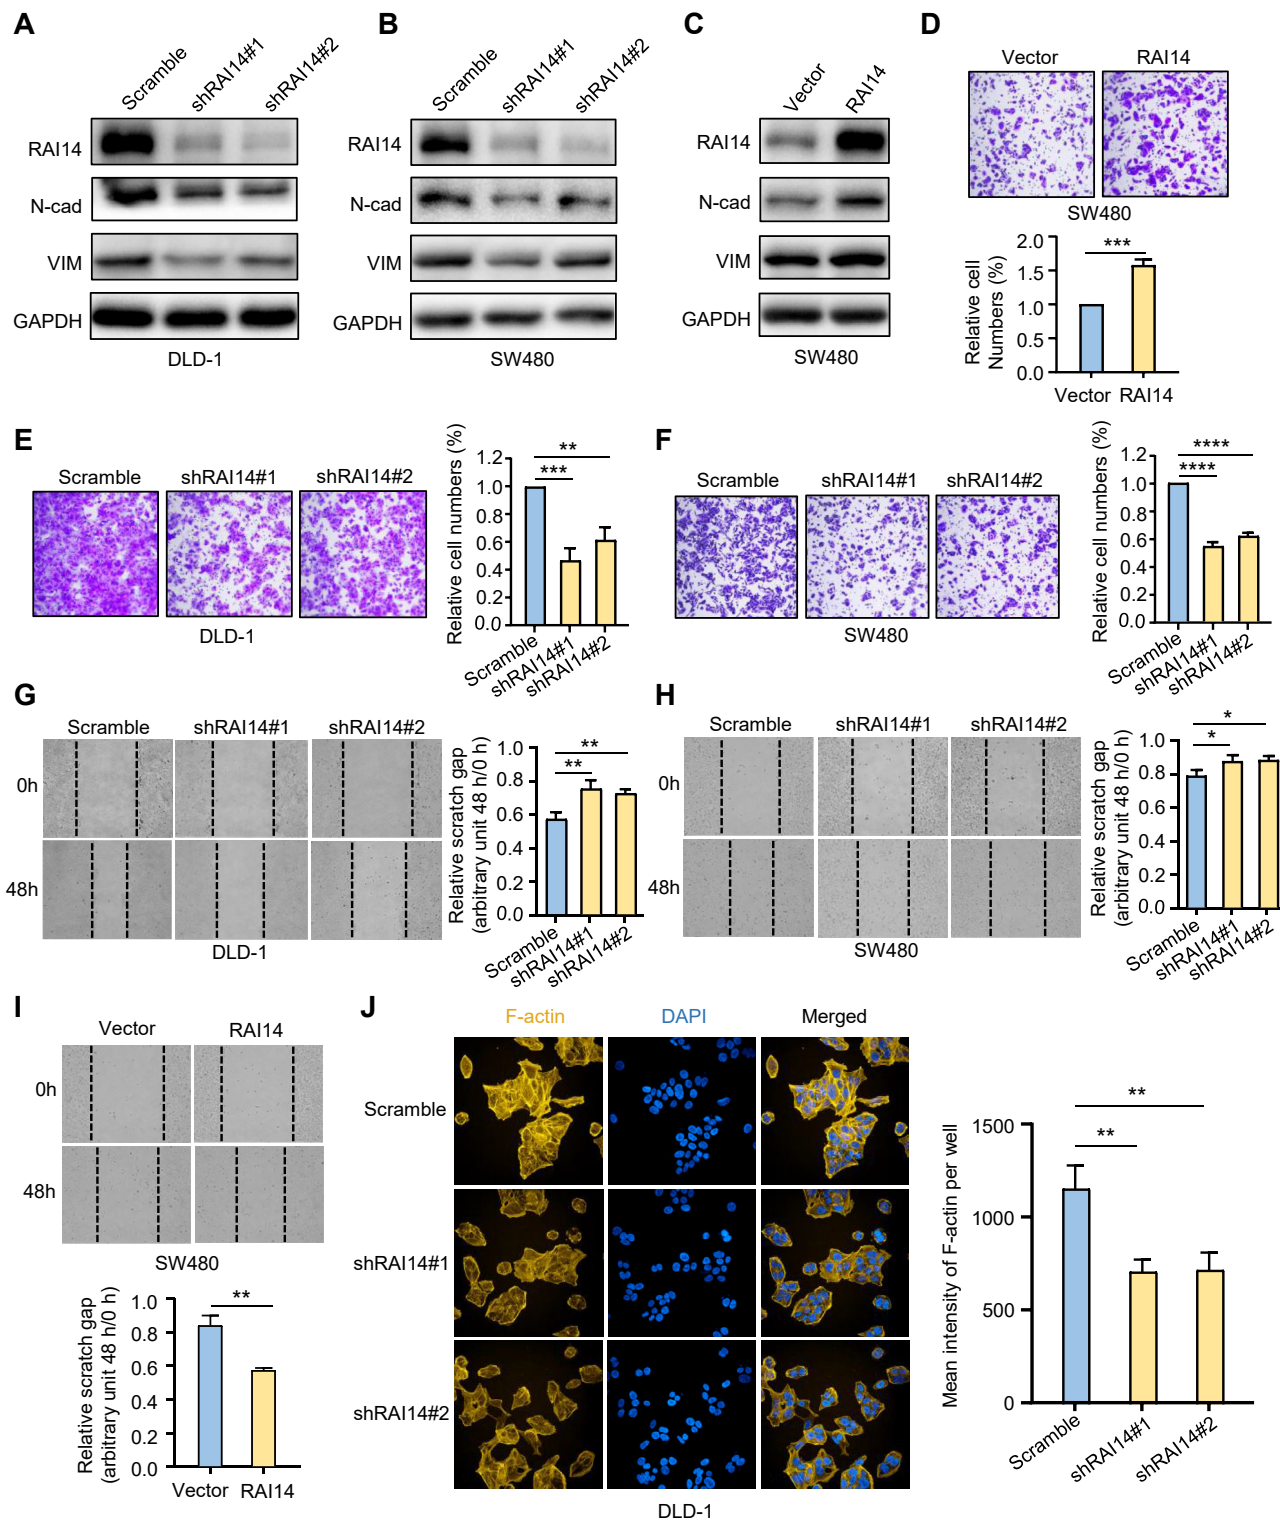 A
Scramble
shRAI14#1
shRAI14#2
RAI14
N-cad
VIM
GAPDH
DLD-1
B
Scramble
shRAI14#1
shRAI14#2
RAI14
N-cad
VIM
GAPDH
SW480
C
Vector
RAI14
RAI14
N-cad
VIM
GAPDH
SW480
D
Vector RAI14
SW480
Relative cell
Numbers (%)
2.0
1.5
1.0
0.5
0.0
***
Vector RAI14
E
Scramble shRAI14#1 shRAI14#2
DLD-1
Relative cell numbers (%)
1.2
1.0
0.8
0.6
0.4
0.2
0.0
**
***
Scramble
shRAI14#1
shRAI14#2
F
Scramble shRAI14#1 shRAI14#2
SW480
Relative cell numbers (%)
1.2
1.0
0.8
0.6
0.4
0.2
0.0
****
****
Scramble
shRAI14#1
shRAI14#2
G
Scramble shRAI14#1 shRAI14#2
0h
48h
DLD-1
Relative scratch gap
(arbitrary unit 48 h/0 h)
1.0
0.8
0.6
0.4
0.2
0.0
**
**
Scramble
shRAI14#1
shRAI14#2
H
Scramble shRAI14#1 shRAI14#2
0h
48h
SW480
Relative scratch gap
(arbitrary unit 48 h/0 h)
1.0
0.8
0.6
0.4
0.2
0.0
*
*
Scramble
shRAI14#1
shRAI14#2
I
Vector RAI14
0h
48h
SW480
Relative scratch gap
(arbitrary unit 48 h/0 h)
1.0
0.8
0.6
0.4
0.2
0.0
**
Vector RAI14
J
F-actin DAPI Merged
Scramble
shRAI14#1
shRAI14#2
DLD-1
Mean intensity of F-actin per well
1500
1000
500
0
**
**
Scramble
shRAI14#1
shRAI14#2